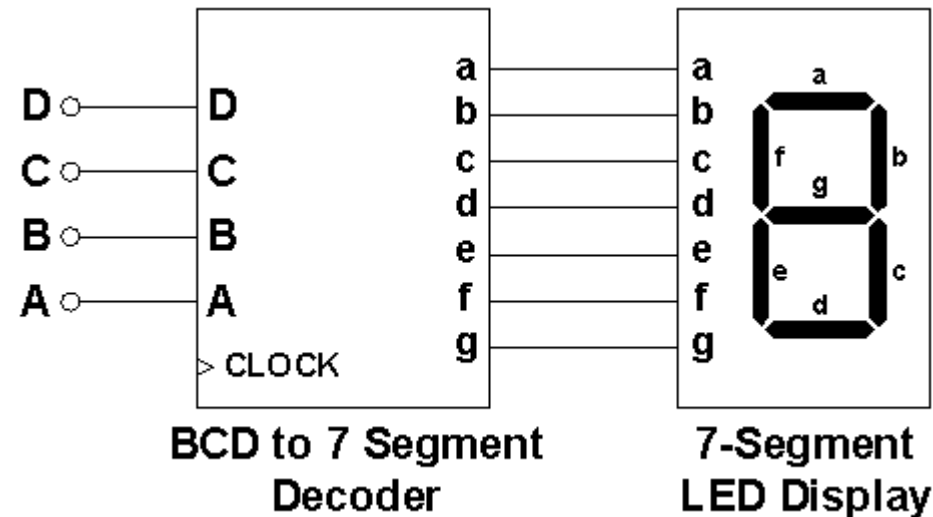 D
C
B
A
D
C
B
A
> CLOCK
a
b
c
d
e
f
g
BCD to 7 Segment
Decoder
a
b
c
d
e
f
g
a
f
b
g
e
c
d
7-Segment
LED Display